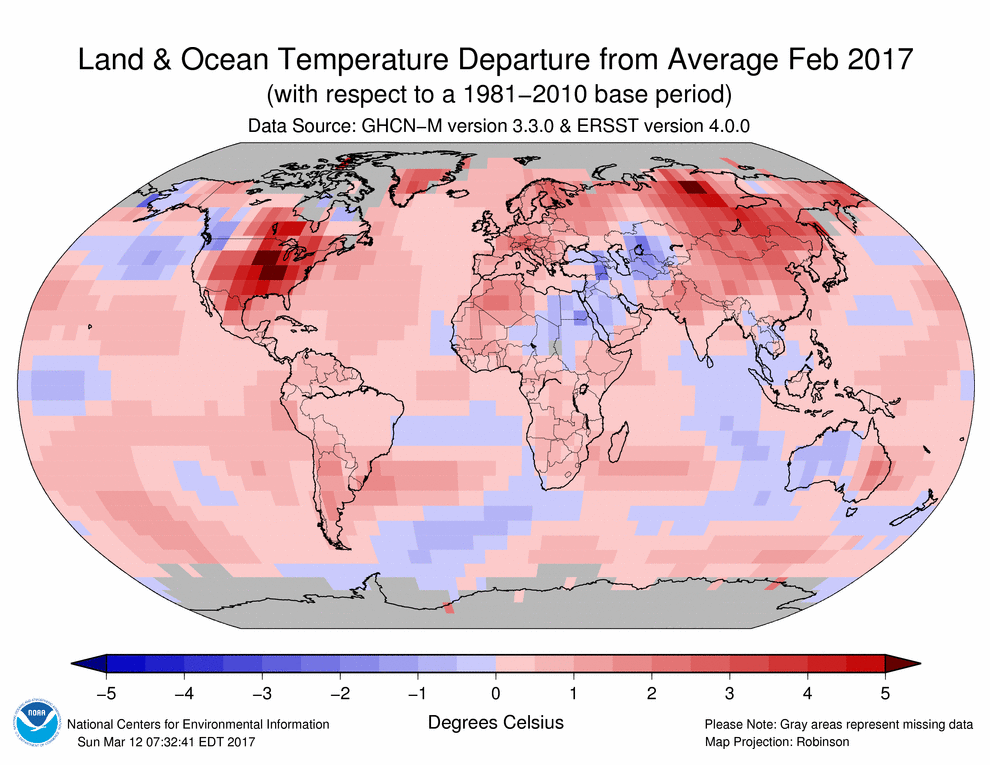 Land & Ocean Temperature Departure from Average Feb 2017
(with respect to a 1981−2010 base period)
Data Source: GHCN−M version 3.3.0 & ERSST version 4.0.0
−5 −4 −3 −2 −1 0 1 2 3 4 5
Degrees Celsius
NOAA
National Centers for Environmental Information
Sun Mar 12 07:32:41 EDT 2017
Please Note: Gray areas represent missing data
Map Projection: Robinson